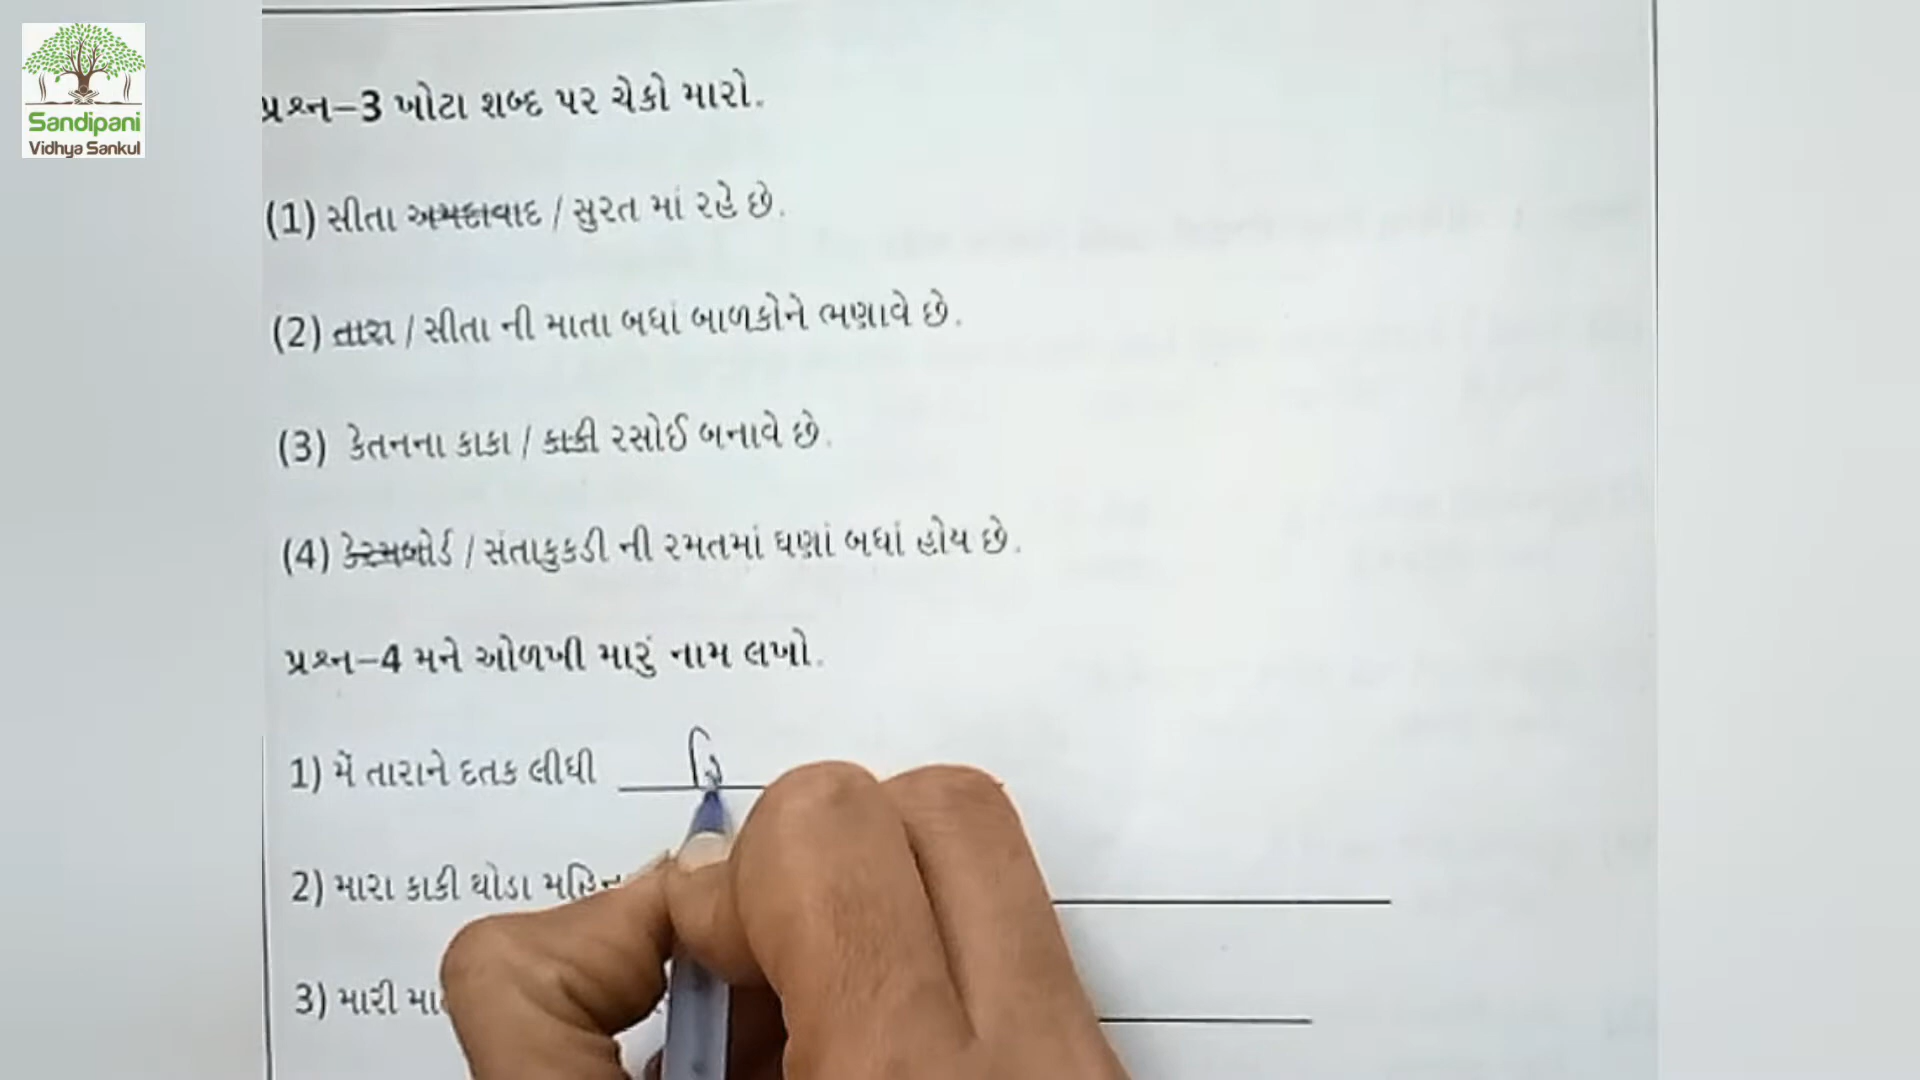 Sandipani
Vidhya Sankul
પ્રશ્ન–3 ખોટા શબ્દ પર ચેકો મારો.
(1) સીતા અમદાવાદ / સુરત માં રહે છે.
(2) તારા / સીતા ની માતા બધાં બાળકોને ભણાવે છે.
(3) કેતનના કાકા / કાકી રસોઈ બનાવે છે.
(4) કેરમબોર્ડ / સંતાકુકડી ની રમતમાં ઘણાં બધાં હોય છે.
પ્રશ્ન–4 મને ઓળખી મારું નામ લખો.
1) મેં તારાને દતક લીધી
2) મારા કાકી થોડા
3) મારી